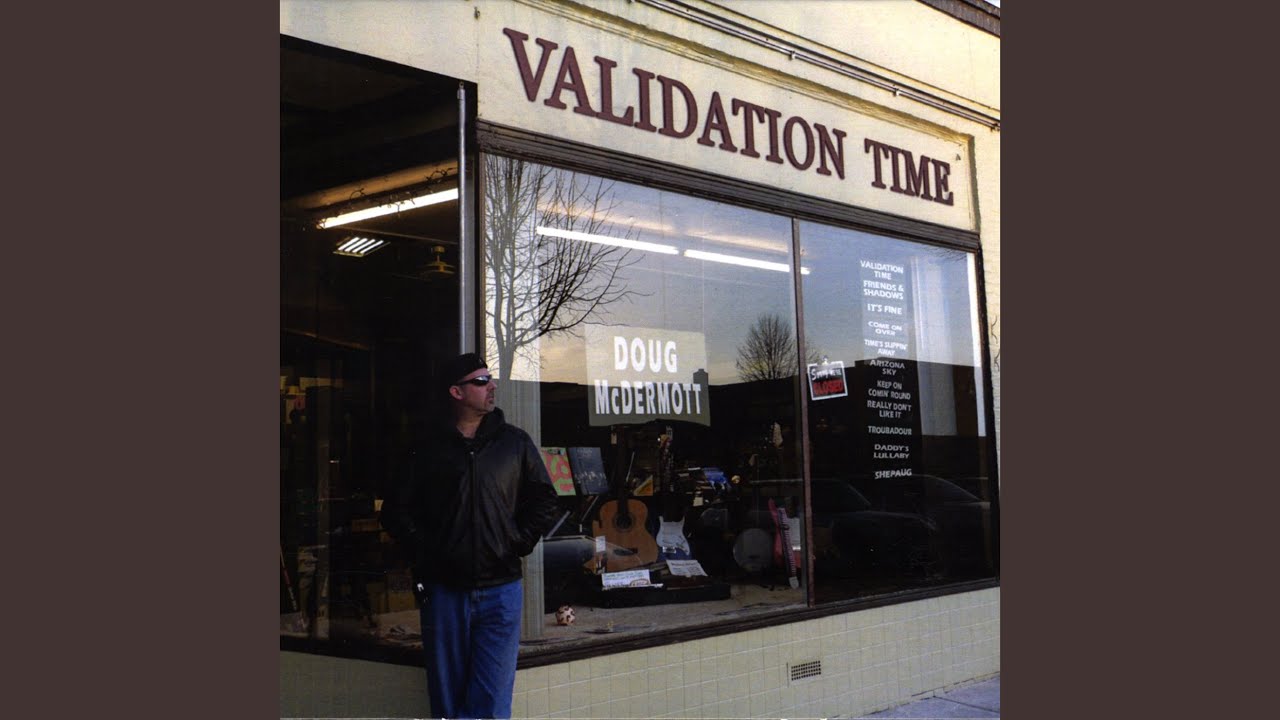 VALIDATION TIME
DOUG
McDERMOTT
VALIDATION
TIME
FRIENDS &
SHADOWS
IT'S FINE
COME ON
OVER
TIME'S SLIPPIN'
AWAY
ARIZONA
SKY
KEEP ON
COMIN' ROUND
REALLY DON'T
LIKE IT
TROUBADOUR
DADDY'S
LULLABY
SHEPAUG
CLOSED